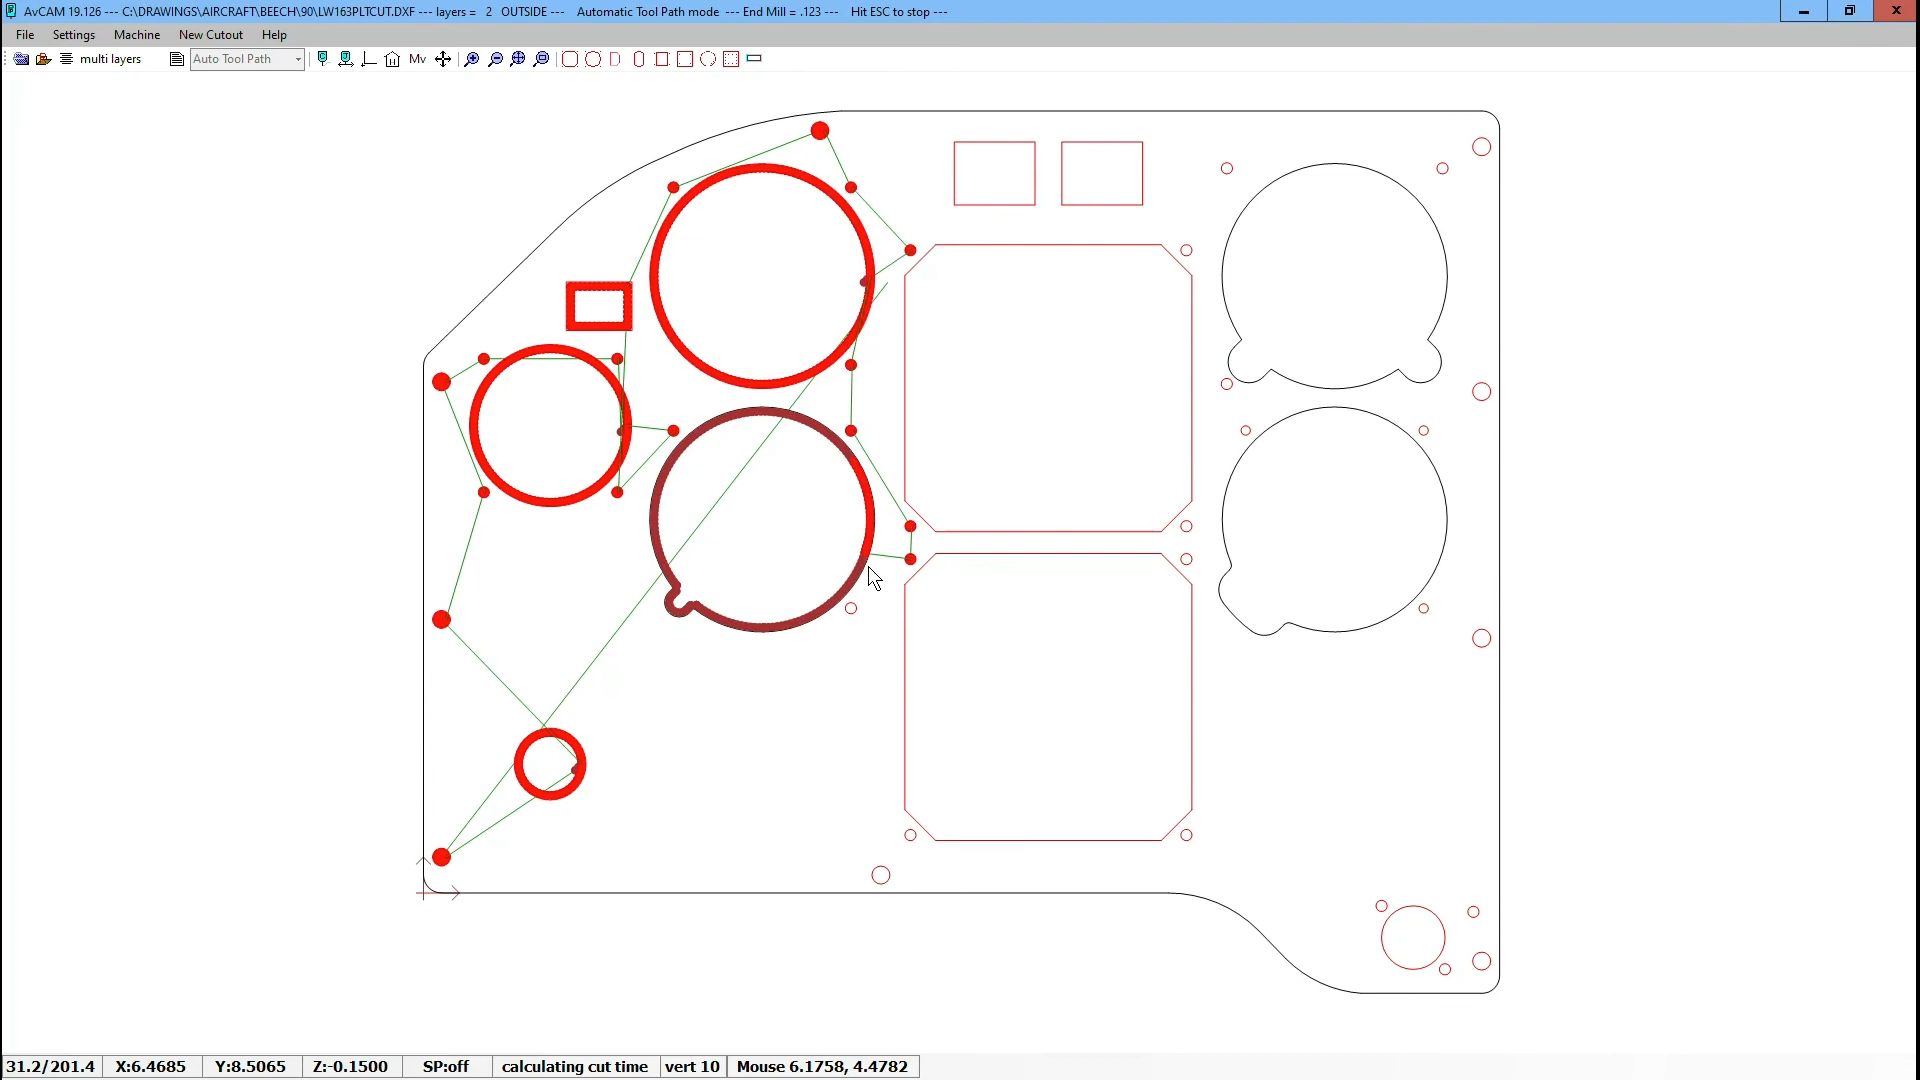 AvCAM 19.126 --- C:\DRAWINGS\AIRCRAFT\BEECH\90\LW163PLTCUT.DXF --- layers = 2 OUTSIDE --- Automatic Tool Path mode --- End Mill = .123 --- Hit ESC to stop ---
File Settings Machine New Cutout Help
multi layers Auto Tool Path Mv
31.2/201.4 X:6.4685 Y:8.5065 Z:-0.1500 SP:off calculating cut time vert 10 Mouse 6.1758, 4.4782